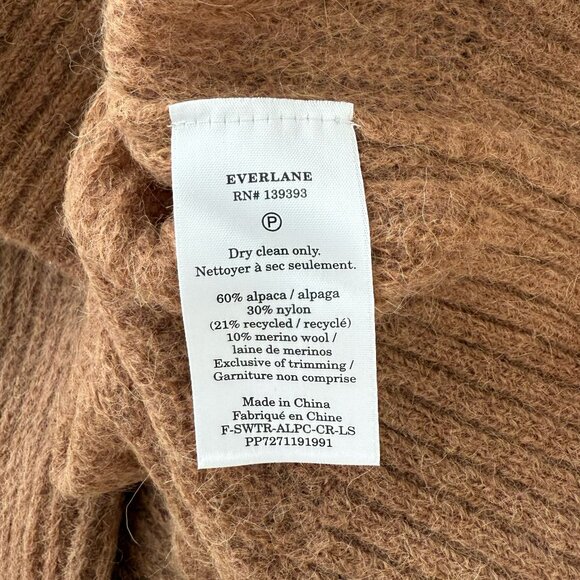 EVERLANE
RN# 139393
P
Dry clean only.
Nettoyer à sec seulement.
60% alpaca / alpaga
30% nylon
(21% recycled / recyclé)
10% merino wool /
laine de merinos
Exclusive of trimming /
Garniture non comprise
Made in China
Fabriqué en Chine
F-SWTR-ALPC-CR-LS
PP7271191991